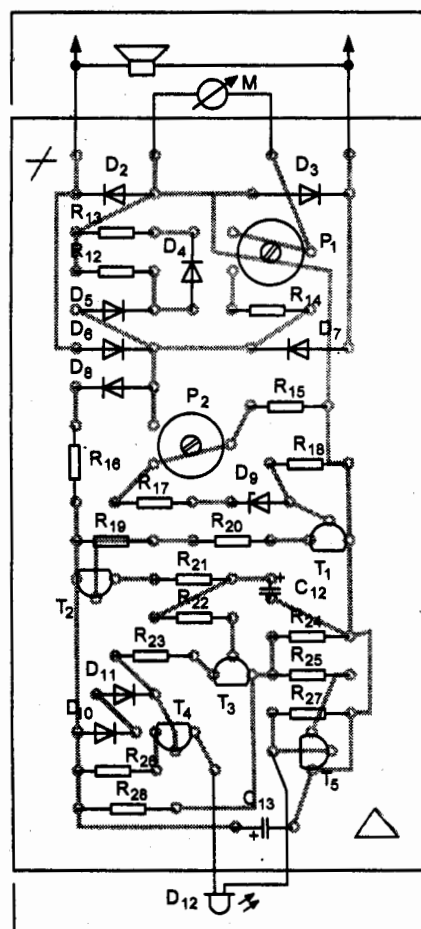 M
D2 D3
R13 D4 P1
R12
D5 R14
D6 D7
D8
P2 R15
R16 R18
R17 D9
R19 R20
T1
R21
T2 R22 C12
R24
R23 R25
D11 T3 R27
D10 T4
R26 T5
R28 C13
D12